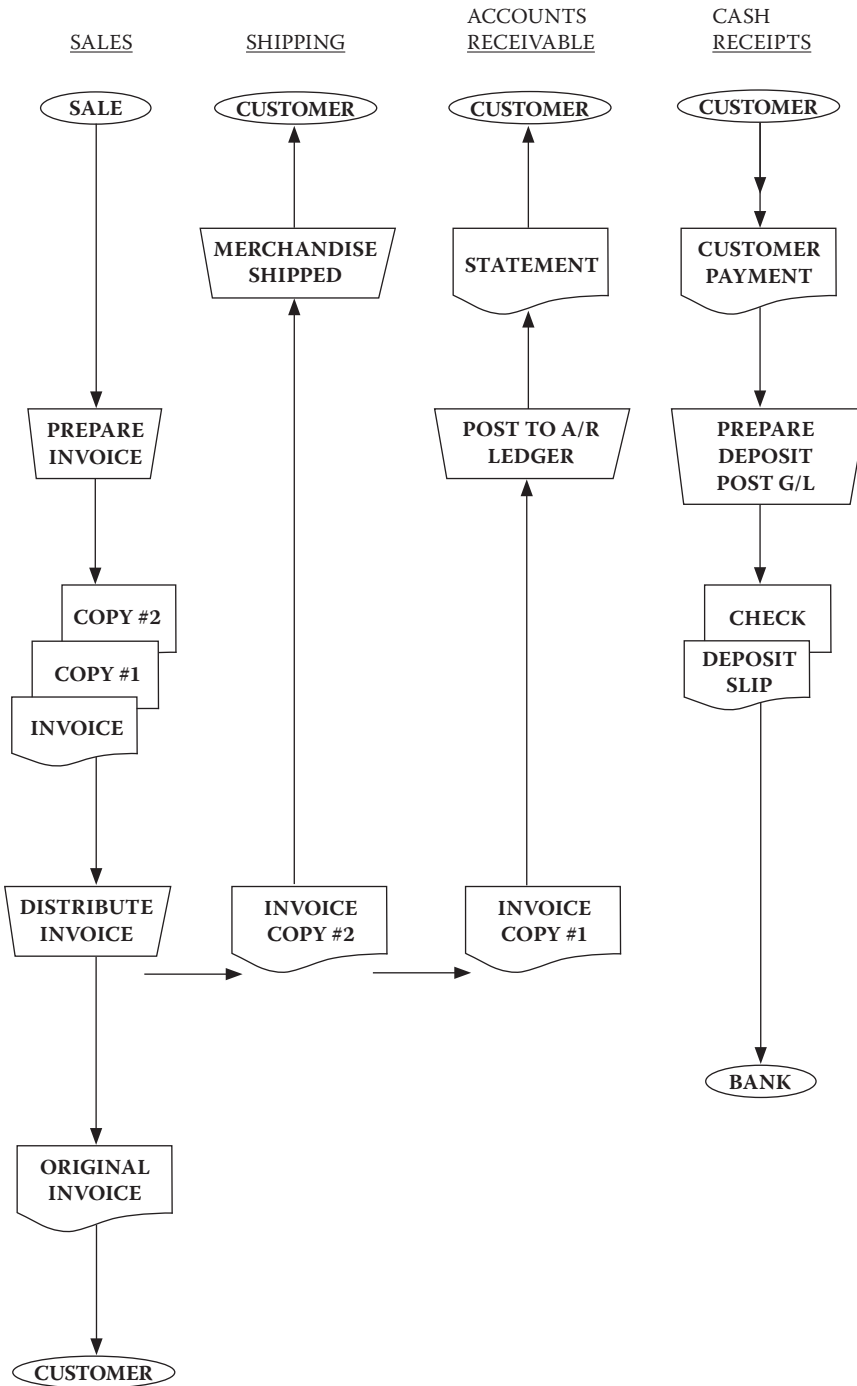 SALES
SHIPPING
ACCOUNTS
RECEIVABLE
CASH
RECEIPTS
SALE
CUSTOMER
CUSTOMER
CUSTOMER
MERCHANDISE
SHIPPED
STATEMENT
CUSTOMER
PAYMENT
PREPARE
INVOICE
POST TO A/R
LEDGER
PREPARE
DEPOSIT
POST G/L
COPY #2
COPY #1
INVOICE
CHECK
DEPOSIT
SLIP
DISTRIBUTE
INVOICE
INVOICE
COPY #2
INVOICE
COPY #1
BANK
ORIGINAL
INVOICE
CUSTOMER